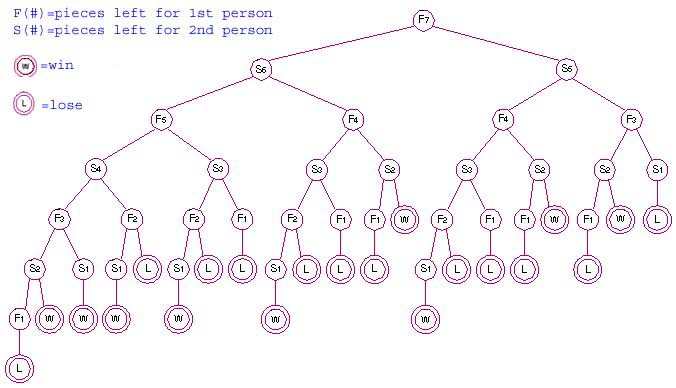 F(#)=pieces left for 1st person
S(#)=pieces left for 2nd person
W =win
L =lose
F7
S6 S5
F5 F4 F4 F3
S4 S3 S3 S2 S3 S2 S2 S1
F3 F2 F2 F1 F2 F1 F1 W F2 F1 F1 W F1 W L
S2 S1 S1 L S1 L L S1 L L L S1 L L L L
F1 W W W W W W
L